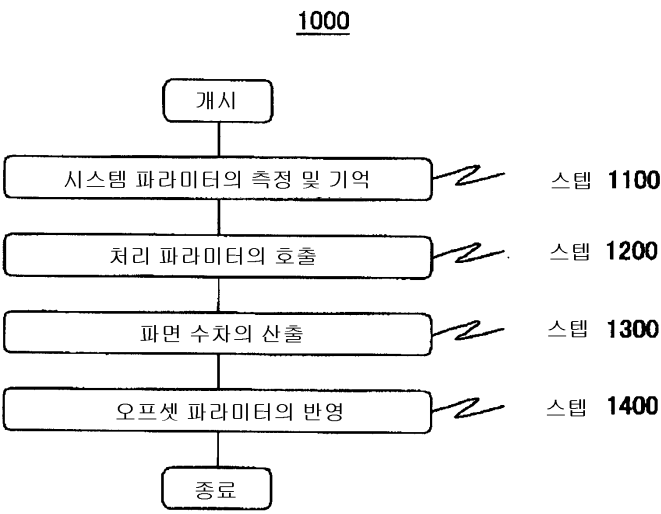 1000
개시
시스템 파라미터의 측정 및 기억
스텝 1100
처리 파라미터의 호출
스텝 1200
파면 수차의 산출
스텝 1300
오프셋 파라미터의 반영
스텝 1400
종료